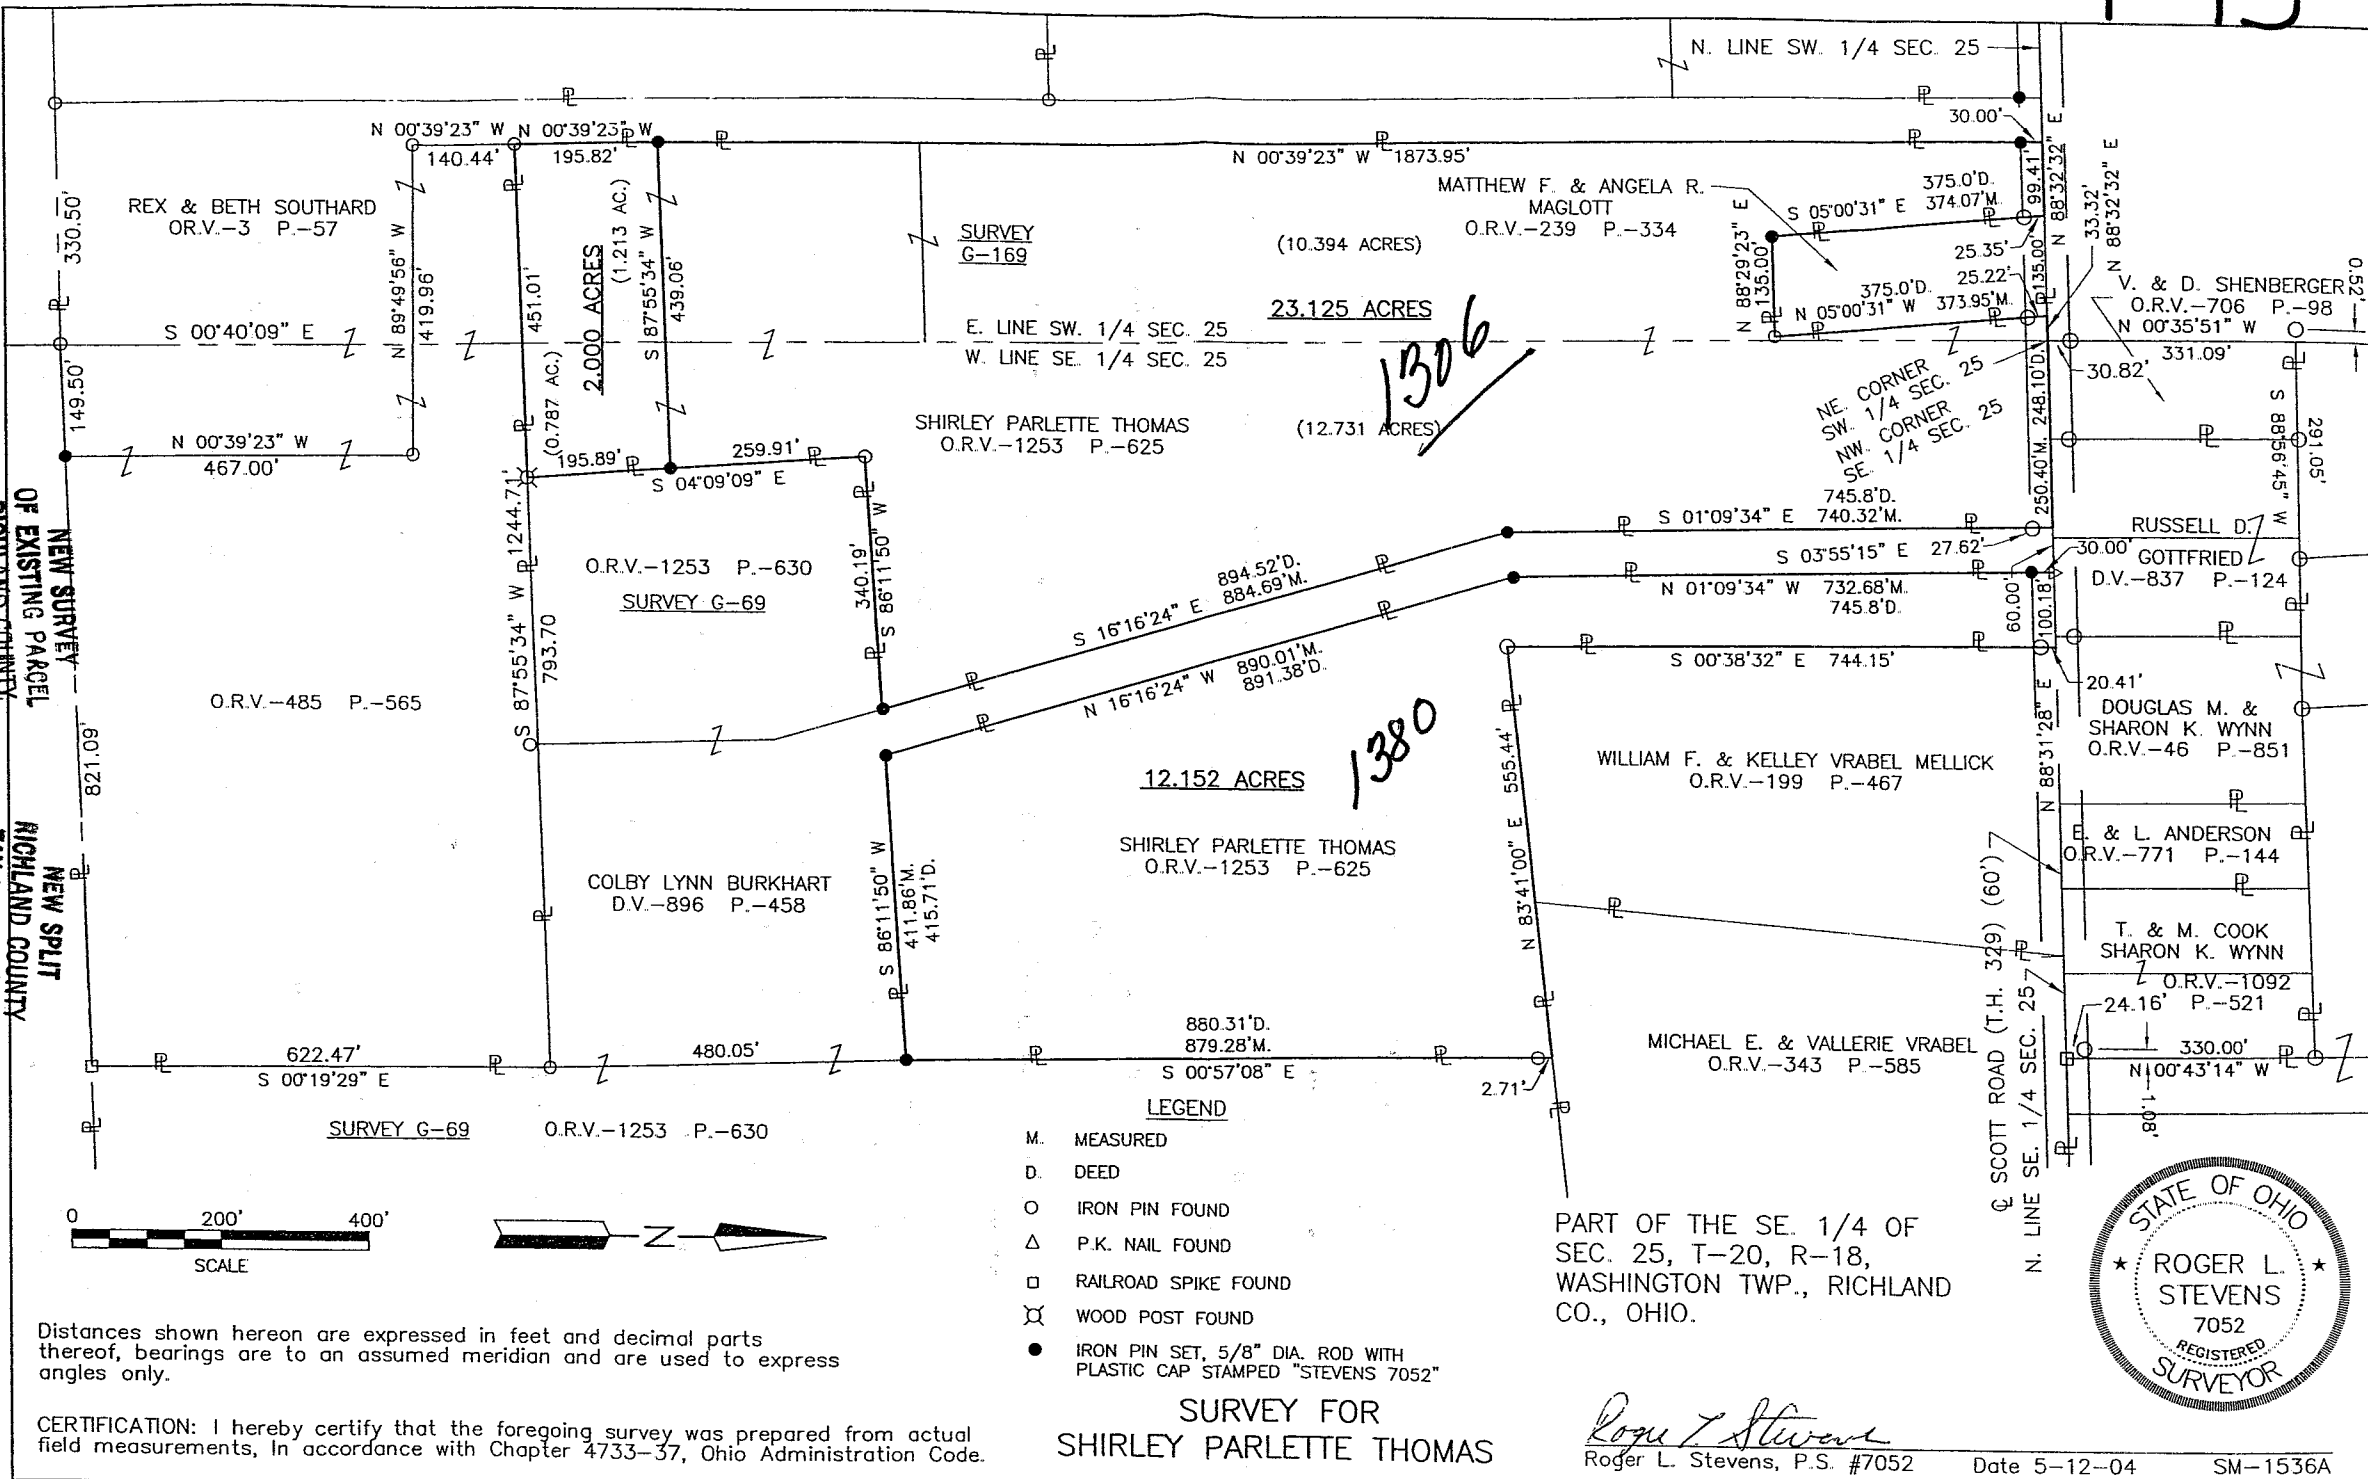 N. LINE SW. 1/4 SEC. 25
30.00'
N 00°39'23" W
140.44'
N 00°39'23" W
195.82'
N 00°39'23" W 1873.95'
REX & BETH SOUTHARD
O.R.V.-3 P.-57
330.50'
S 00°40'09" E
149.50'
N 89°49'56" W
419.96'
451.01'
2.000 ACRES
(1.213 AC.)
(0.787 AC.)
S 87°55'34" W
439.06'
SURVEY
G-169
(10.394 ACRES)
23.125 ACRES
1306
E. LINE SW. 1/4 SEC. 25
W. LINE SE. 1/4 SEC. 25
MATTHEW F. & ANGELA R.
MAGLOTT
O.R.V.-239 P.-334
N 88°29'23" E
135.00'
375.0'D.
S 05°00'31" E 374.07'M.
99.41'
N 88°32'32" E
25.35'
25.22'
135.00'
375.0'D.
N 05°00'31" W 373.95'M.
33.32'
N 88°32'32" E
V. & D. SHENBERGER
O.R.V.-706 P.-98
0.52'
N 00°35'51" W
331.09'
30.82'
NE. CORNER
SW. 1/4 SEC. 25
NW. CORNER
SE. 1/4 SEC. 25
250.40'M. 248.10'D.
S 88°56'45" W
291.05'
N 00°39'23" W
467.00'
SHIRLEY PARLETTE THOMAS
O.R.V.-1253 P.-625
(12.731 ACRES)
195.89'
259.91'
S 04°09'09" E
745.8'D.
S 01°09'34" E 740.32'M.
S 03°55'15" E 27.62'
N 01°09'34" W 732.68'M.
745.8'D.
RUSSELL D.
GOTTFRIED
D.V.-837 P.-124
30.00'
60.00'
100.18'
O.R.V.-1253 P.-630
SURVEY G-69
340.19'
S 86°11'50" W
S 87°55'34" W 1244.71'
793.70
894.52'D.
S 16°16'24" E 884.69'M.
N 16°16'24" W 890.01'M.
891.38'D.
S 00°38'32" E 744.15'
20.41'
DOUGLAS M. &
SHARON K. WYNN
O.R.V.-46 P.-851
NEW SURVEY
OF EXISTING PARCEL
RICHLAND COUNTY
O.R.V.-485 P.-565
821.09'
12.152 ACRES
1380
555.44'
N 83°41'00" E
WILLIAM F. & KELLEY VRABEL MELLICK
O.R.V.-199 P.-467
N 88°31'28" E
NEW SPLIT
RICHLAND COUNTY
E. & L. ANDERSON
O.R.V.-771 P.-144
COLBY LYNN BURKHART
D.V.-896 P.-458
S 86°11'50" W
411.86'M.
415.71'D.
SHIRLEY PARLETTE THOMAS
O.R.V.-1253 P.-625
T. & M. COOK
SHARON K. WYNN
O.R.V.-1092
P.-521
24.16'
622.47'
S 00°19'29" E
480.05'
880.31'D.
879.28'M.
S 00°57'08" E
2.71'
MICHAEL E. & VALLERIE VRABEL
O.R.V.-343 P.-585
330.00'
N 00°43'14" W
1.08'
SCOTT ROAD (T.H. 329) (60')
N. LINE SE. 1/4 SEC. 25
SURVEY G-69 O.R.V.-1253 P.-630
LEGEND
M. MEASURED
D. DEED
IRON PIN FOUND
P.K. NAIL FOUND
RAILROAD SPIKE FOUND
WOOD POST FOUND
IRON PIN SET, 5/8" DIA. ROD WITH
PLASTIC CAP STAMPED "STEVENS 7052"
0 200' 400'
SCALE
N
PART OF THE SE. 1/4 OF
SEC. 25, T-20, R-18,
WASHINGTON TWP., RICHLAND
CO., OHIO.
STATE OF OHIO
ROGER L.
STEVENS
7052
REGISTERED
SURVEYOR
Distances shown hereon are expressed in feet and decimal parts
thereof, bearings are to an assumed meridian and are used to express
angles only.
CERTIFICATION: I hereby certify that the foregoing survey was prepared from actual
field measurements, In accordance with Chapter 4733-37, Ohio Administration Code.
SURVEY FOR
SHIRLEY PARLETTE THOMAS
Roger L. Stevens
Roger L. Stevens, P.S. #7052 Date 5-12-04 SM-1536A